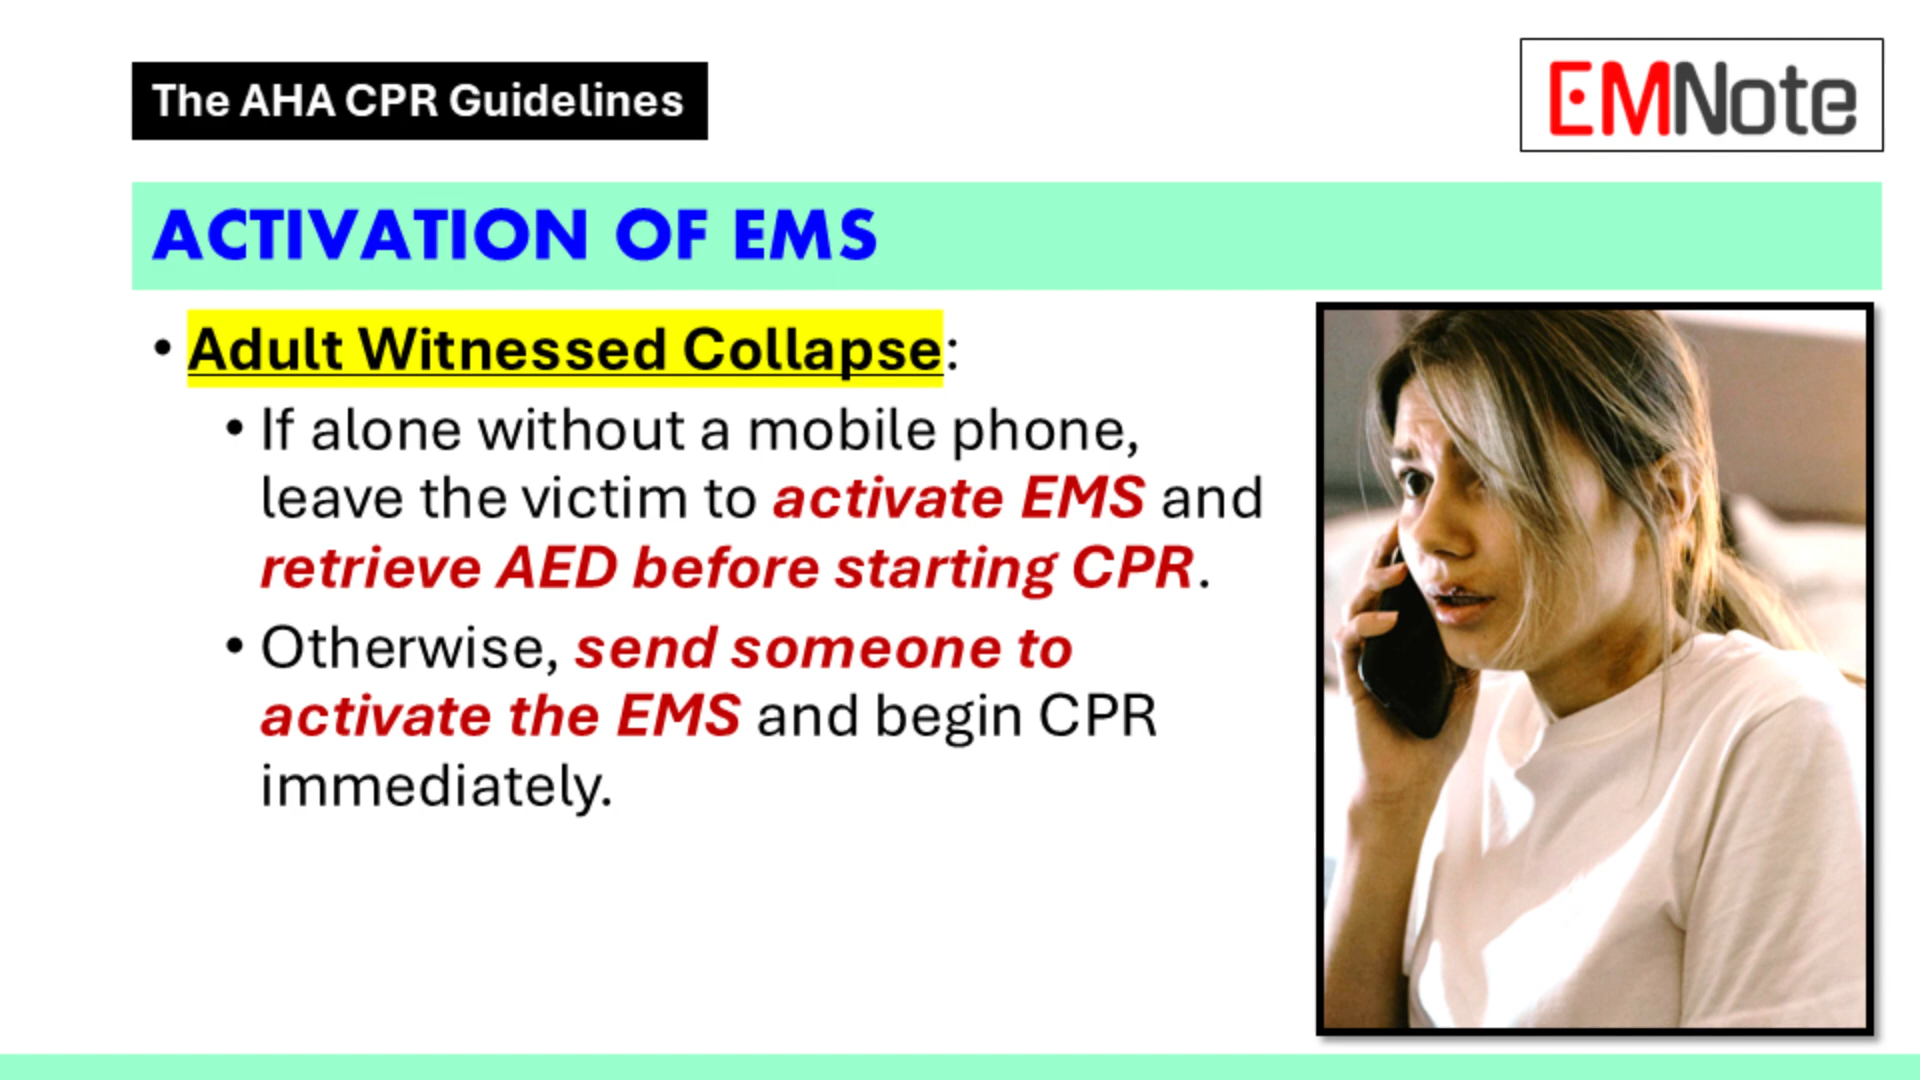 The AHA CPR Guidelines
EMNote
ACTIVATION OF EMS
• Adult Witnessed Collapse:
• If alone without a mobile phone,
leave the victim to activate EMS and
retrieve AED before starting CPR.
• Otherwise, send someone to
activate the EMS and begin CPR
immediately.